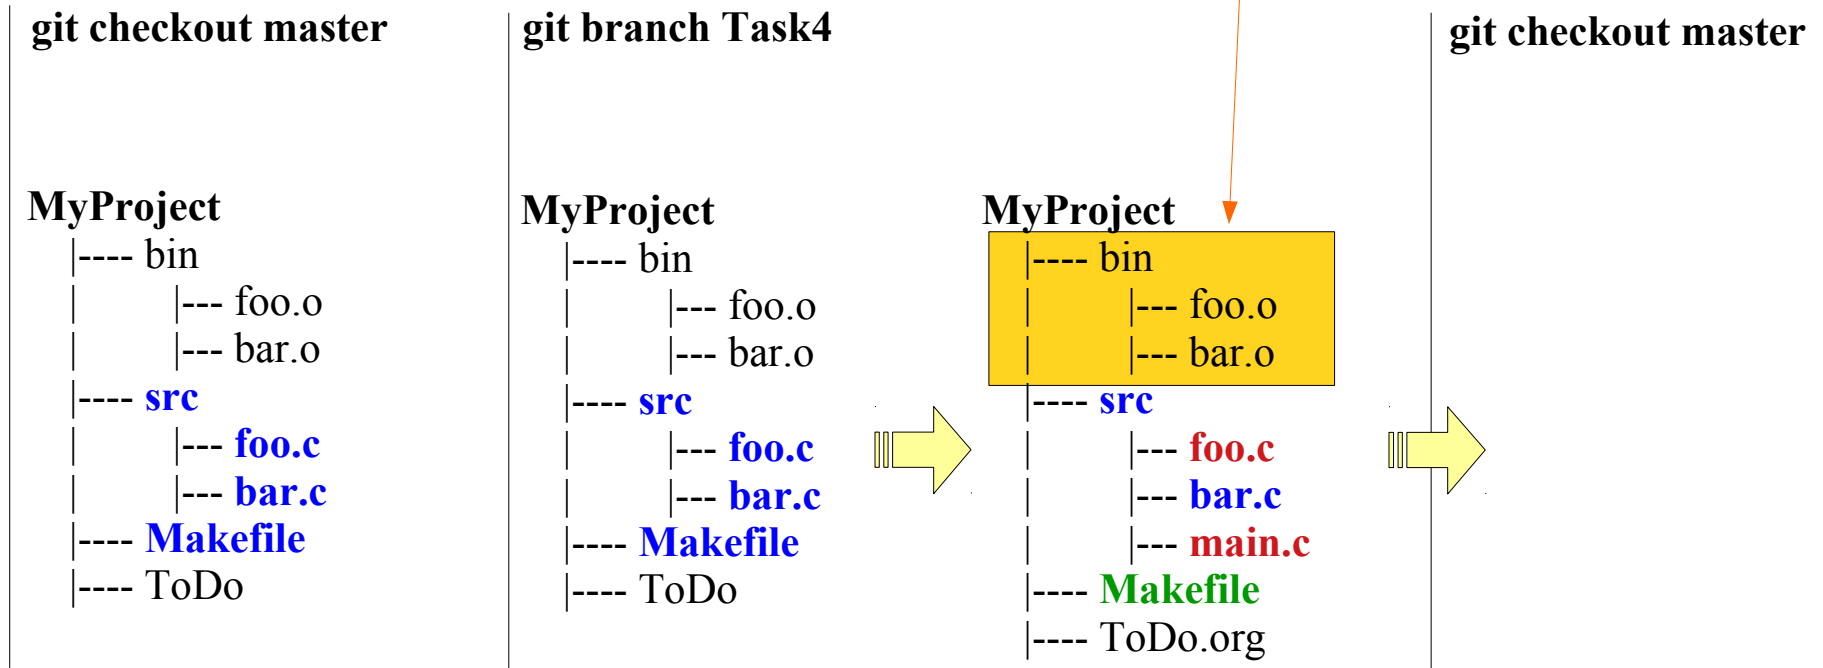 git checkout master
git branch Task4
git checkout master
MyProject
|---- bin
| |--- foo.o
| |--- bar.o
|---- src
| |--- foo.c
| |--- bar.c
|---- Makefile
|---- ToDo
MyProject
|---- bin
| |--- foo.o
| |--- bar.o
|---- src
| |--- foo.c
| |--- bar.c
|---- Makefile
|---- ToDo
MyProject
|---- bin
| |--- foo.o
| |--- bar.o
|---- src
| |--- foo.c
| |--- bar.c
| |--- main.c
|---- Makefile
|---- ToDo.org